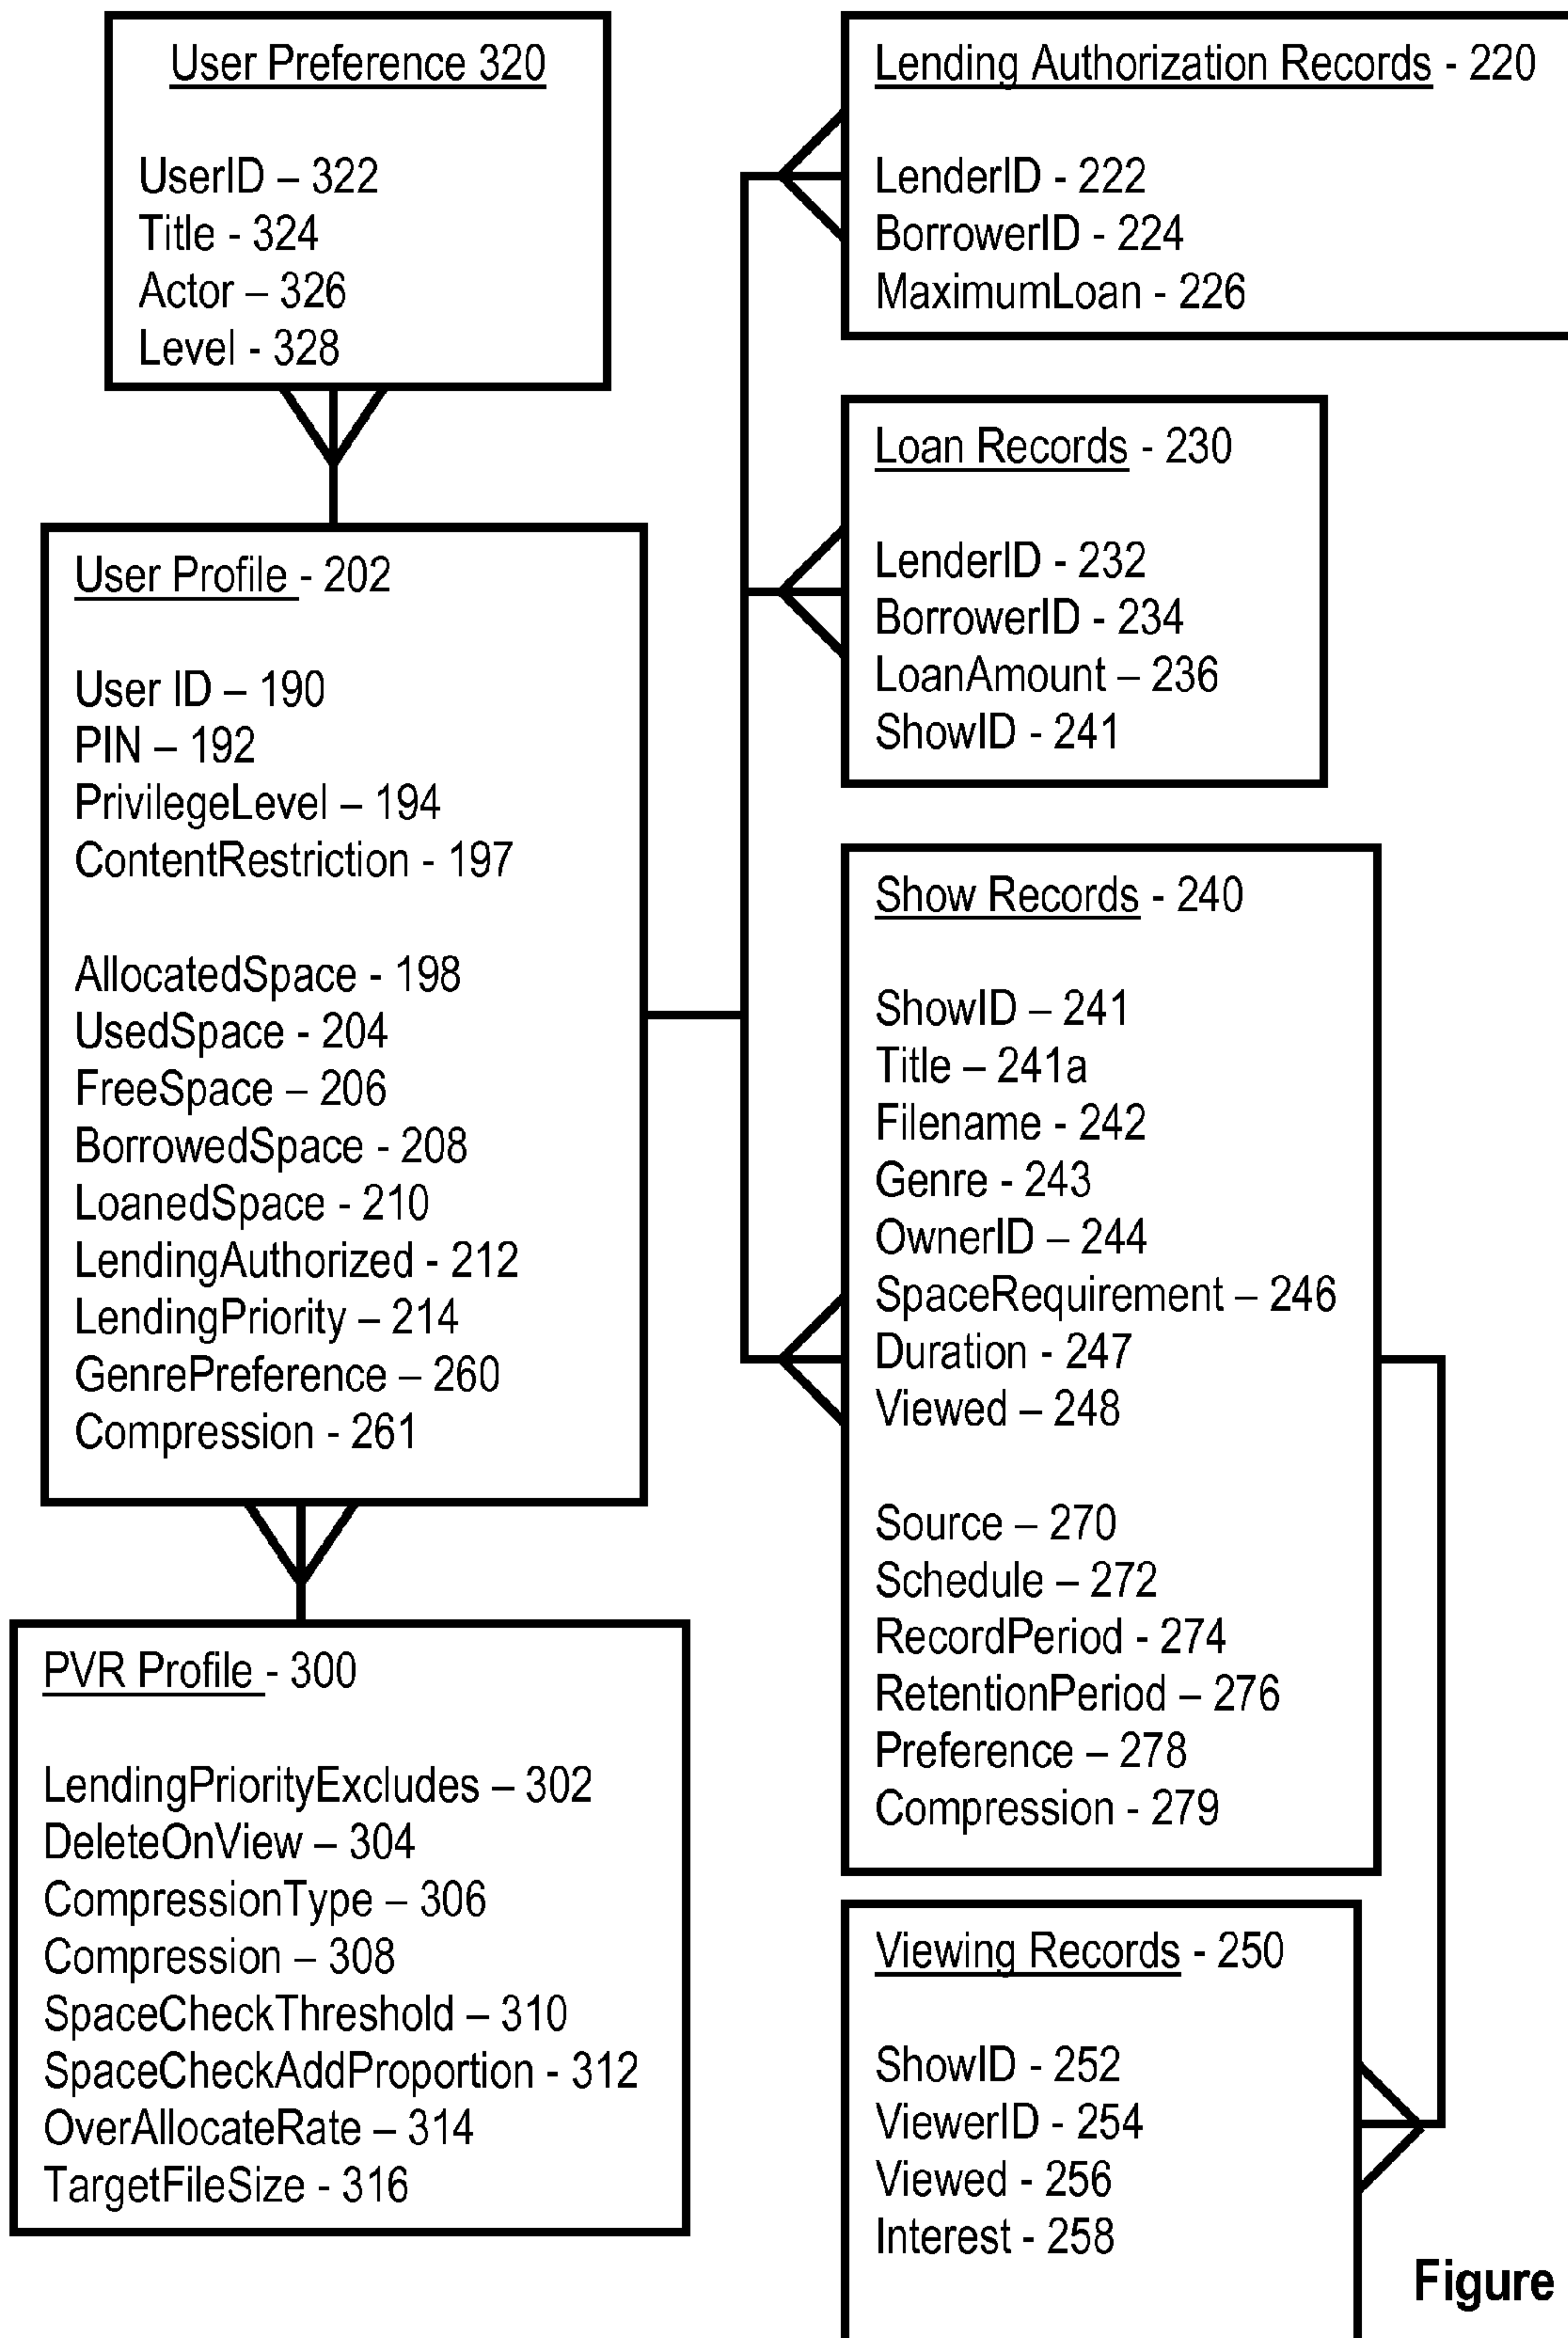 User Preference 320
UserID – 322
Title - 324
Actor – 326
Level - 328
User Profile - 202
User ID – 190
PIN – 192
PrivilegeLevel – 194
ContentRestriction - 197
AllocatedSpace - 198
UsedSpace - 204
FreeSpace – 206
BorrowedSpace - 208
LoanedSpace - 210
LendingAuthorized - 212
LendingPriority – 214
GenrePreference – 260
Compression - 261
PVR Profile - 300
LendingPriorityExcludes – 302
DeleteOnView – 304
CompressionType – 306
Compression – 308
SpaceCheckThreshold – 310
SpaceCheckAddProportion - 312
OverAllocateRate – 314
TargetFileSize - 316
Lending Authorization Records - 220
LenderID - 222
BorrowerID - 224
MaximumLoan - 226
Loan Records - 230
LenderID - 232
BorrowerID - 234
LoanAmount – 236
ShowID - 241
Show Records - 240
ShowID – 241
Title – 241a
Filename - 242
Genre - 243
OwnerID – 244
SpaceRequirement – 246
Duration - 247
Viewed – 248
Source – 270
Schedule – 272
RecordPeriod - 274
RetentionPeriod – 276
Preference – 278
Compression - 279
Viewing Records - 250
ShowID - 252
ViewerID - 254
Viewed - 256
Interest - 258
Figure